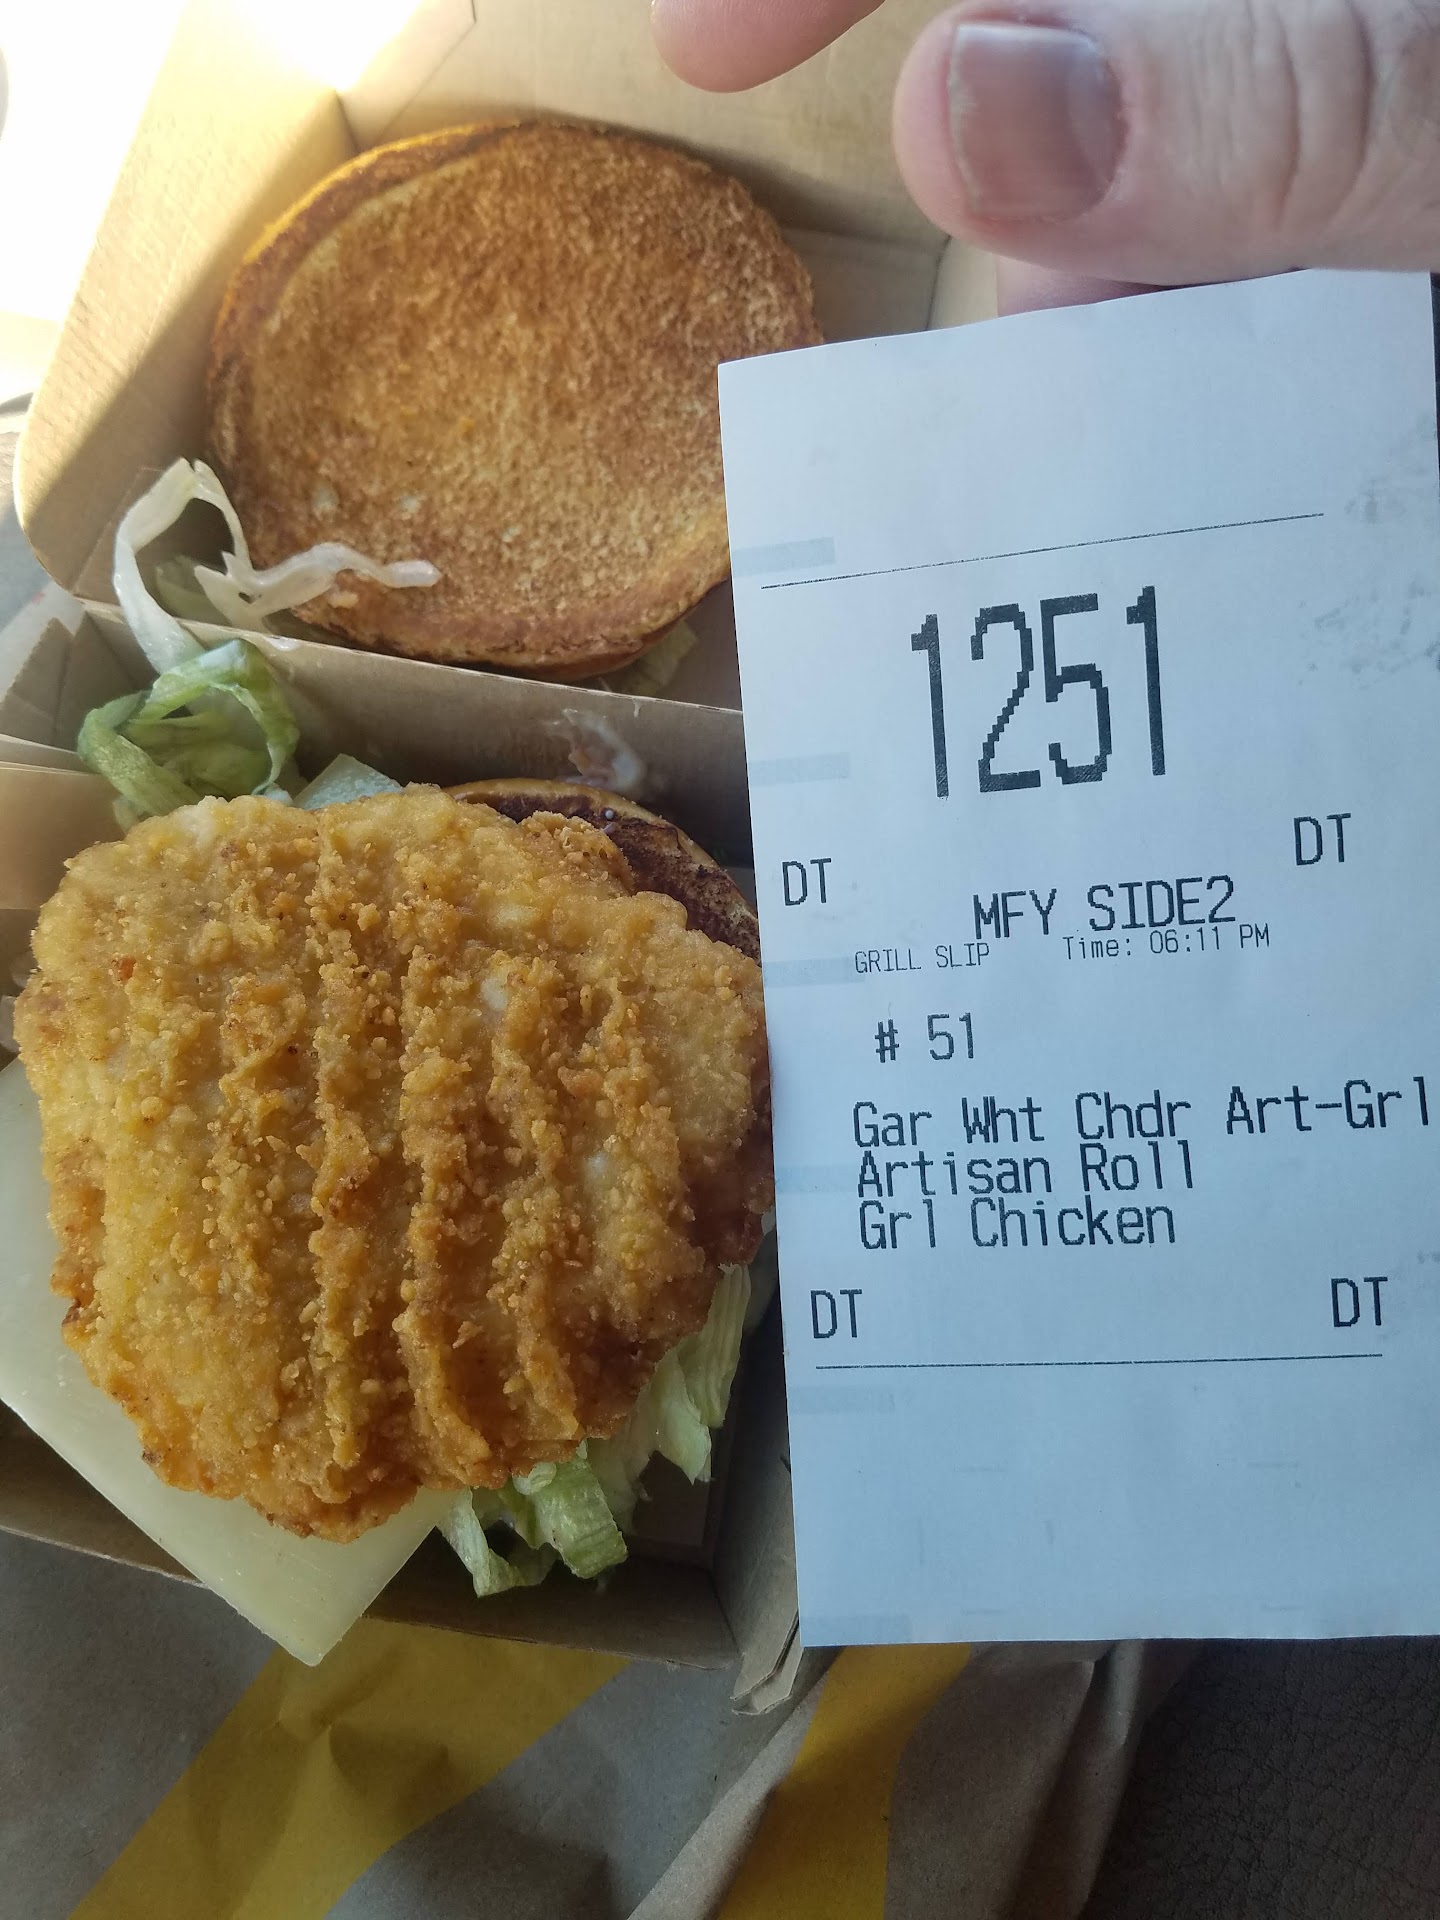 1251
DT DT
MFY SIDE2
GRILL SLIP Time: 06:11 PM
# 51
Gar Wht Chdr Art-Grl
Artisan Roll
Grl Chicken
DT DT